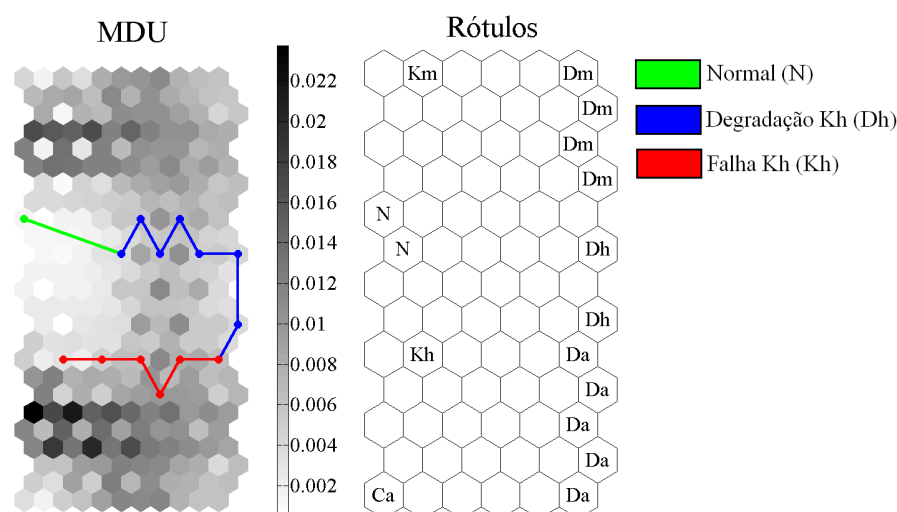 MDU
Rótulos
0.022
0.02
0.018
0.016
0.014
0.012
0.01
0.008
0.006
0.004
0.002
Km Dm
Dm
Dm
Dm
N
N Dh
Dh
Kh Da
Da
Da
Da
Ca Da
Normal (N)
Degradação Kh (Dh)
Falha Kh (Kh)